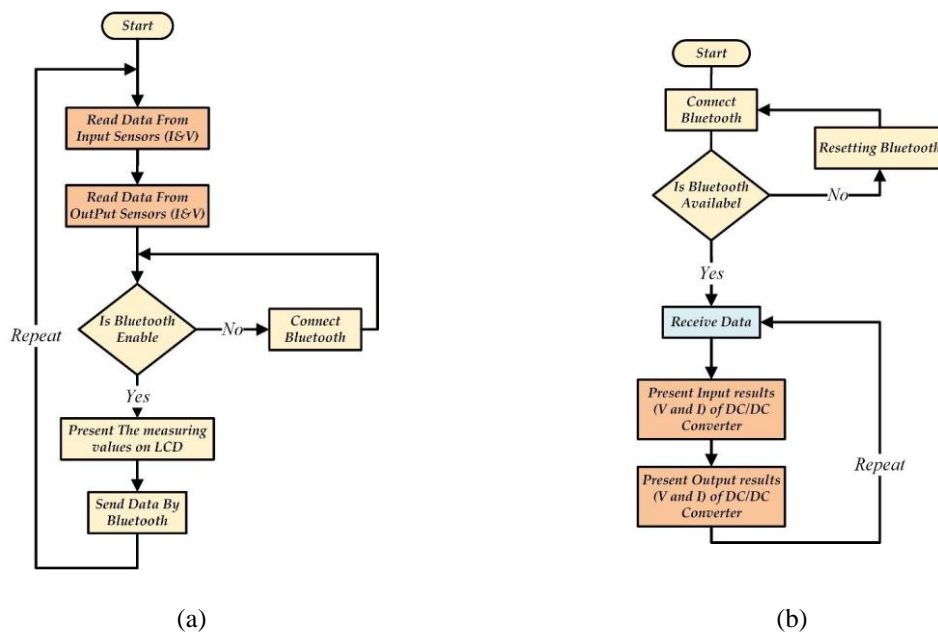 Start
Read Data From
Input Sensors (I&V)
Read Data From
OutPut Sensors (I&V)
Is Bluetooth
Enable
No
Connect
Bluetooth
Repeat
Yes
Present The measuring
values on LCD
Send Data By
Bluetooth
(a)
Start
Connect
Bluetooth
Resetting Bluetooth
Is Bluetooth
Availabel
No
Yes
Receive Data
Present Input results
(V and I) of DC/DC
Converter
Repeat
Present Output results
(V and I) of DC/DC
Converter
(b)